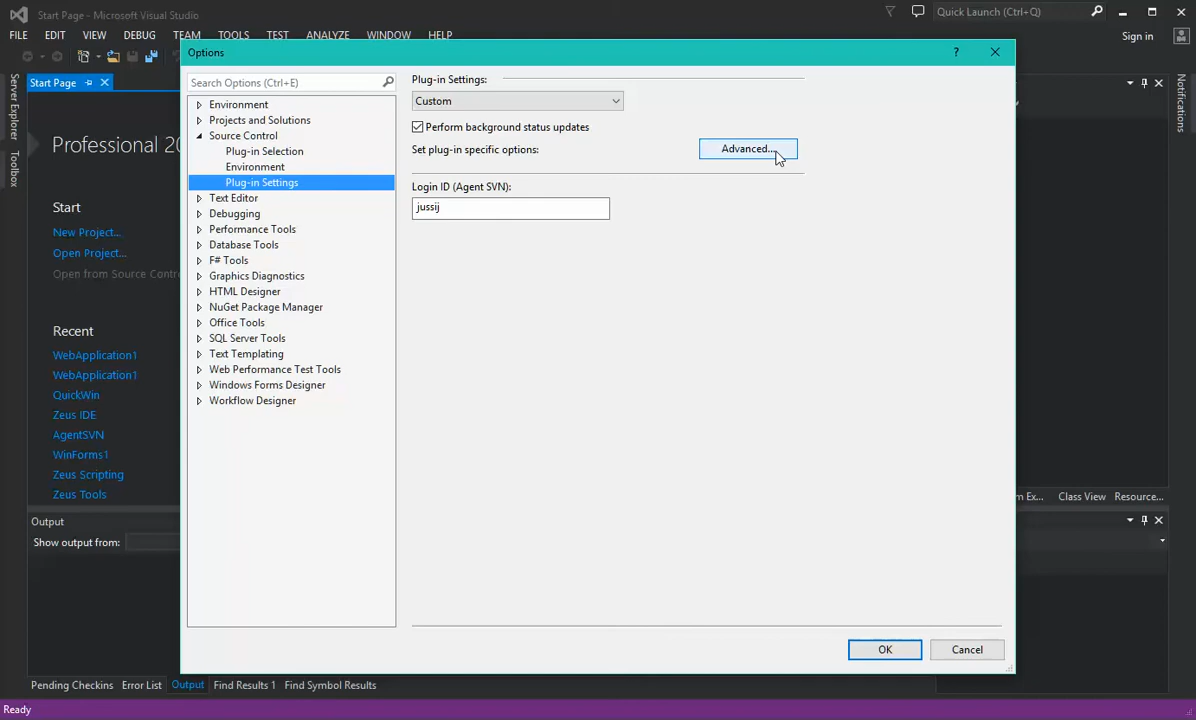 Start Page - Microsoft Visual Studio
Quick Launch (Ctrl+Q)
FILE EDIT VIEW DEBUG TEAM TOOLS TEST ANALYZE WINDOW HELP
Sign in
Options
?
Start Page
Server Explorer
Toolbox
Notifications
Professional 20
Start
New Project...
Open Project...
Open from Source Contr
Recent
WebApplication1
WebApplication1
QuickWin
Zeus IDE
AgentSVN
WinForms1
Zeus Scripting
Zeus Tools
Search Options (Ctrl+E)
Environment
Projects and Solutions
Source Control
Plug-in Selection
Environment
Plug-in Settings
Text Editor
Debugging
Performance Tools
Database Tools
F# Tools
Graphics Diagnostics
HTML Designer
NuGet Package Manager
Office Tools
SQL Server Tools
Text Templating
Web Performance Test Tools
Windows Forms Designer
Workflow Designer
Plug-in Settings:
Custom
Perform background status updates
Set plug-in specific options:
Advanced...
Login ID (Agent SVN):
jussij
OK
Cancel
m Ex... Class View Resource...
Output
Show output from:
Pending Checkins Error List Output Find Results 1 Find Symbol Results
Ready